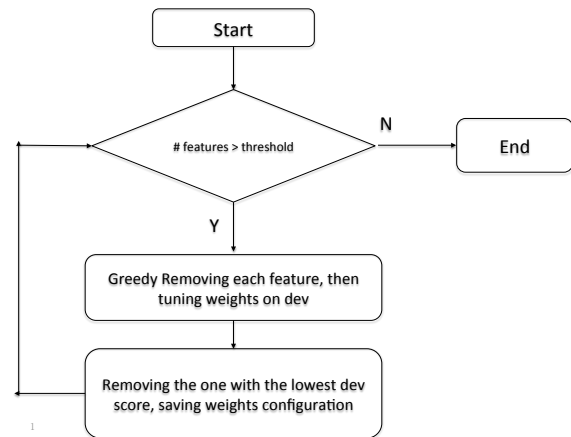 Start
# features > threshold
N
End
Y
Greedy Removing each feature, then
tuning weights on dev
Removing the one with the lowest dev
score, saving weights configuration
1